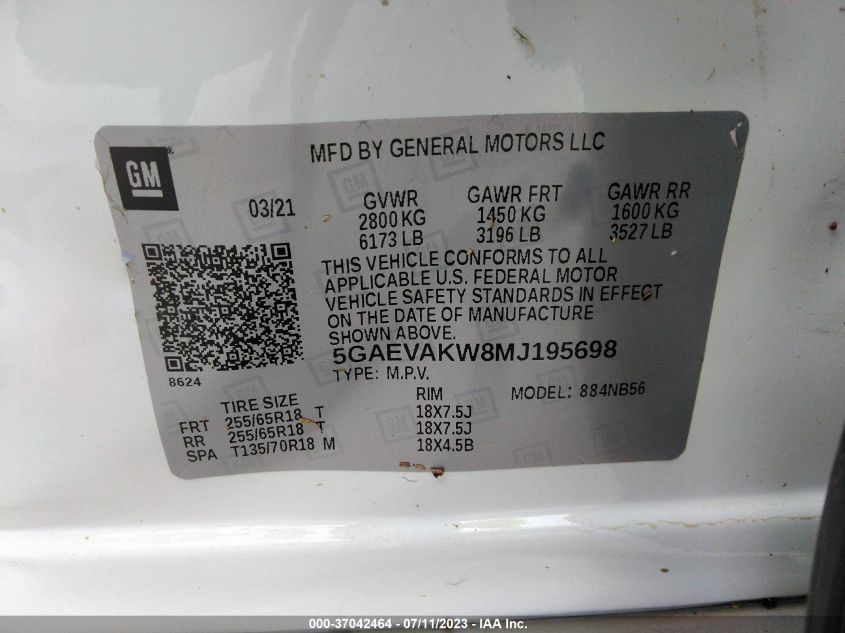 GM
MFD BY GENERAL MOTORS LLC
03/21
GVWR GAWR FRT GAWR RR
2800 KG 1450 KG 1600 KG
6173 LB 3196 LB 3527 LB
THIS VEHICLE CONFORMS TO ALL
APPLICABLE U.S. FEDERAL MOTOR
VEHICLE SAFETY STANDARDS IN EFFECT
ON THE DATE OF MANUFACTURE
SHOWN ABOVE.
5GAEVAKW8MJ195698
8624
TYPE: M.P.V. MODEL: 884NB56
TIRE SIZE RIM
FRT 255/65R18 T 18X7.5J
RR 255/65R18 T 18X7.5J
SPA T135/70R18 M 18X4.5B
000-37042464 - 07/11/2023 - IAA Inc.